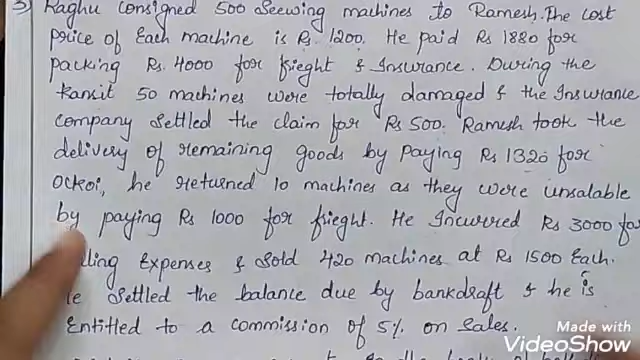 3) Raghu consigned 500 Seewing machines to Ramesh. The cost
price of Each machine is Rs. 1200. He paid Rs 1880 for
packing Rs. 4000 for frieght & Insurance. During the
transit 50 machines were totally damaged & the Insurance
company settled the claim for Rs 500. Ramesh took the
delivery of remaining goods by paying Rs 1320 for
Ockoi, he returned 10 machines as they were unsalable
by paying Rs 1000 for frieght. He Incurred Rs 3000 for
Expenses & Sold 420 machines at Rs 1500 Each.
settled the balance due by bankdraft & he is
Entitled to a commission of 5% on sales.
Made with
VideoShow